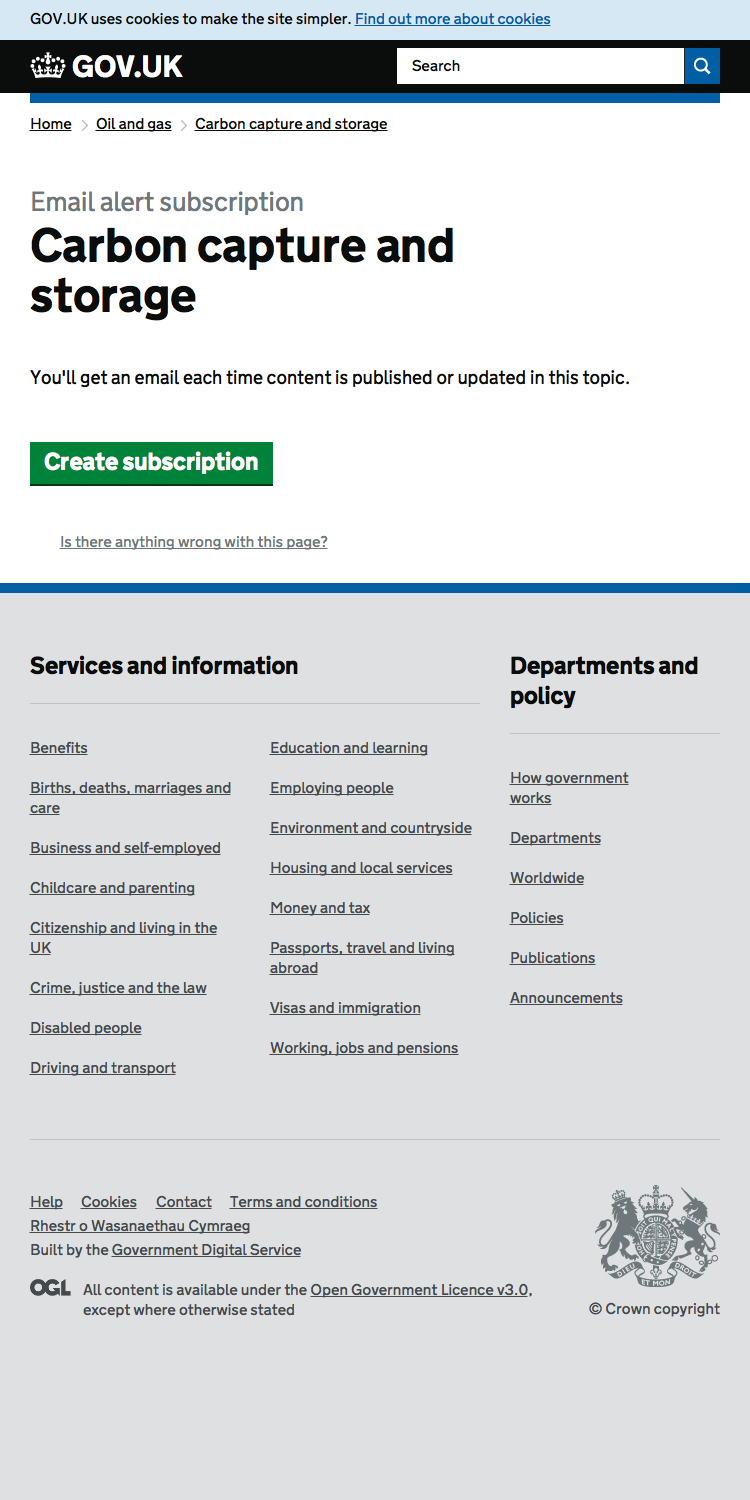 GOV.UK uses cookies to make the site simpler. Find out more about cookies
GOV.UK
Search
Home Oil and gas Carbon capture and storage
Email alert subscription
Carbon capture and
storage
You'll get an email each time content is published or updated in this topic.
Create subscription
Is there anything wrong with this page?
Services and information
Benefits
Births, deaths, marriages and
care
Business and self-employed
Childcare and parenting
Citizenship and living in the
UK
Crime, justice and the law
Disabled people
Driving and transport
Education and learning
Employing people
Environment and countryside
Housing and local services
Money and tax
Passports, travel and living
abroad
Visas and immigration
Working, jobs and pensions
Departments and
policy
How government
works
Departments
Worldwide
Policies
Publications
Announcements
Help Cookies Contact Terms and conditions
Rhestr o Wasanaethau Cymraeg
Built by the Government Digital Service
OGL
All content is available under the Open Government Licence v3.0,
except where otherwise stated
DIEU ET MON DROIT
© Crown copyright